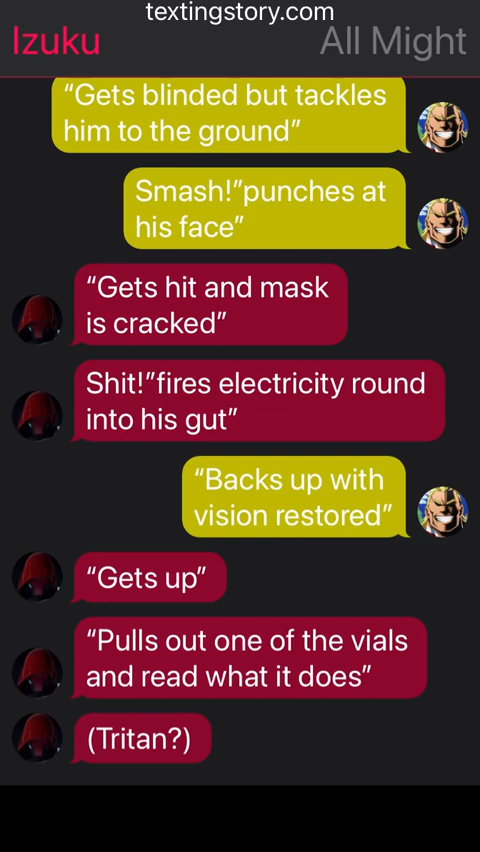 textingstory.com
Izuku
All Might
“Gets blinded but tackles
him to the ground”
Smash!”punches at
his face”
“Gets hit and mask
is cracked”
Shit!”fires electricity round
into his gut”
“Backs up with
vision restored”
“Gets up”
“Pulls out one of the vials
and read what it does”
(Tritan?)